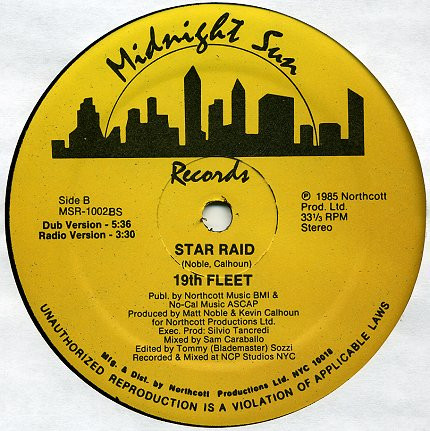 Midnight Sun
Records
Side B
MSR-1002BS
Dub Version - 5:36
Radio Version - 3:30
℗ 1985 Northcott
Prod. Ltd.
33⅓ RPM
Stereo
STAR RAID
(Noble, Calhoun)
19th FLEET
Publ. by Northcott Music BMI &
No-Cal Music ASCAP
Produced by Matt Noble & Kevin Calhoun
for Northcott Productions Ltd.
Exec. Prod: Silvio Tancredi
Mixed by Sam Caraballo
Edited by Tommy (Blademaster) Sozzi
Recorded & Mixed at NCP Studios NYC
Mfg. & Dist. by Northcott Productions Ltd. NYC 10018
UNAUTHORIZED REPRODUCTION IS A VIOLATION OF APPLICABLE LAWS